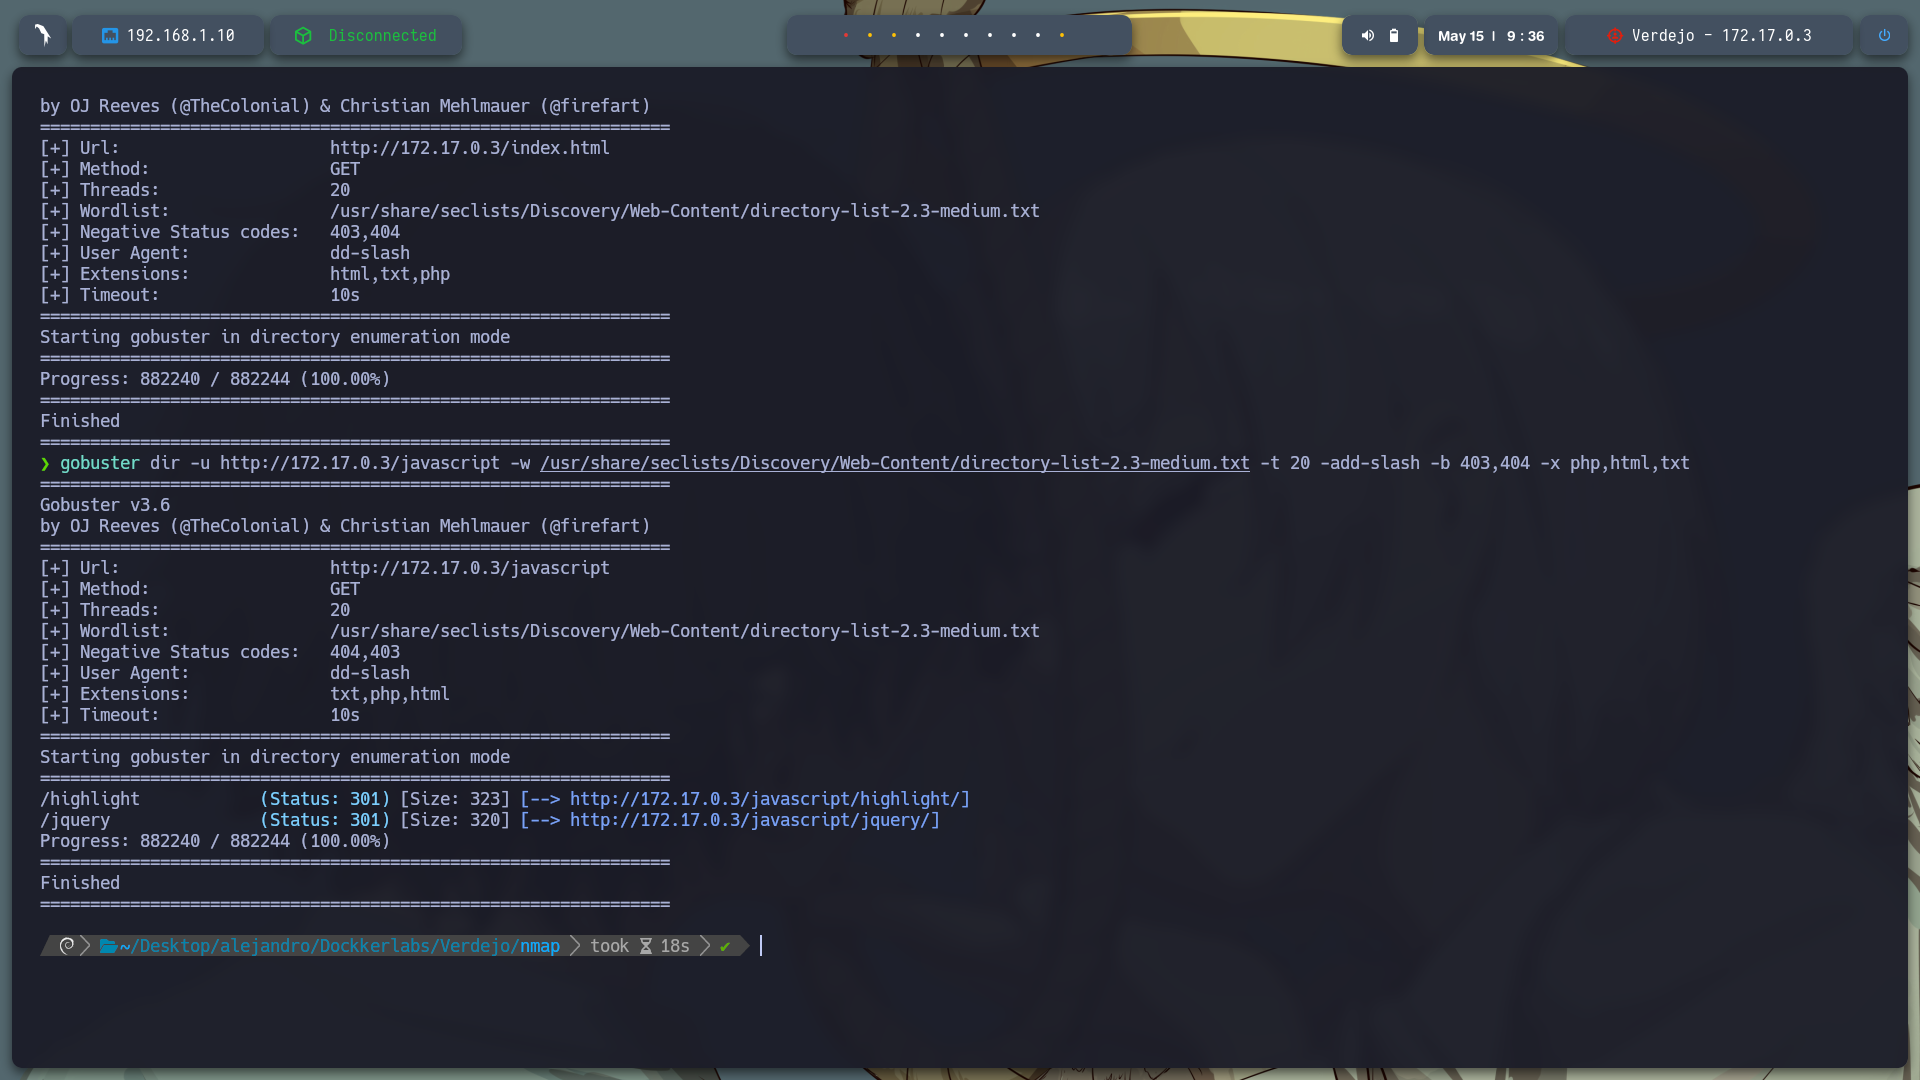 192.168.1.10 Disconnected May 15 | 9 : 36 Verdejo - 172.17.0.3
by OJ Reeves (@TheColonial) & Christian Mehlmauer (@firefart)
===============================================================
[+] Url:                     http://172.17.0.3/index.html
[+] Method:                  GET
[+] Threads:                 20
[+] Wordlist:                /usr/share/seclists/Discovery/Web-Content/directory-list-2.3-medium.txt
[+] Negative Status codes:   403,404
[+] User Agent:              dd-slash
[+] Extensions:              html,txt,php
[+] Timeout:                 10s
===============================================================
Starting gobuster in directory enumeration mode
===============================================================
Progress: 882240 / 882244 (100.00%)
===============================================================
Finished
===============================================================
❯ gobuster dir -u http://172.17.0.3/javascript -w /usr/share/seclists/Discovery/Web-Content/directory-list-2.3-medium.txt -t 20 -add-slash -b 403,404 -x php,html,txt
===============================================================
Gobuster v3.6
by OJ Reeves (@TheColonial) & Christian Mehlmauer (@firefart)
===============================================================
[+] Url:                     http://172.17.0.3/javascript
[+] Method:                  GET
[+] Threads:                 20
[+] Wordlist:                /usr/share/seclists/Discovery/Web-Content/directory-list-2.3-medium.txt
[+] Negative Status codes:   404,403
[+] User Agent:              dd-slash
[+] Extensions:              txt,php,html
[+] Timeout:                 10s
===============================================================
Starting gobuster in directory enumeration mode
===============================================================
/highlight            (Status: 301) [Size: 323] [--> http://172.17.0.3/javascript/highlight/]
/jquery               (Status: 301) [Size: 320] [--> http://172.17.0.3/javascript/jquery/]
Progress: 882240 / 882244 (100.00%)
===============================================================
Finished
===============================================================
~/Desktop/alejandro/Dockkerlabs/Verdejo/nmap took 18s ✔